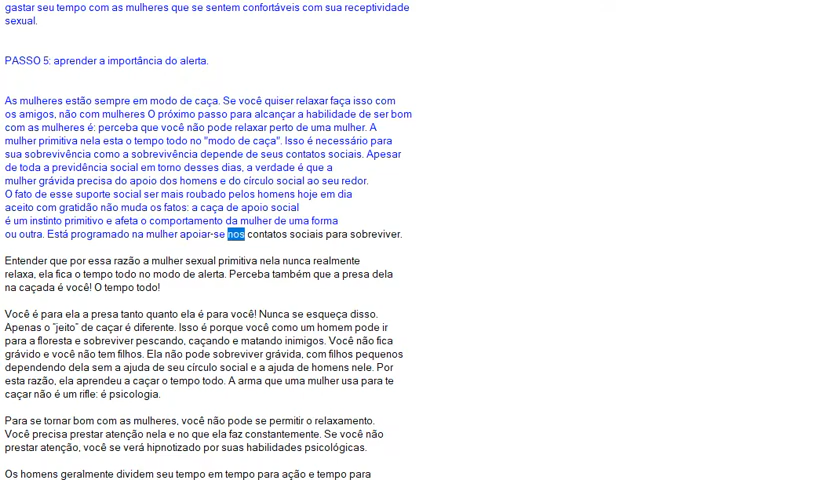 gastar seu tempo com as mulheres que se sentem confortáveis com sua receptividade
sexual.
PASSO 5: aprender a importância do alerta.
As mulheres estão sempre em modo de caça. Se você quiser relaxar faça isso com
os amigos, não com mulheres O próximo passo para alcançar a habilidade de ser bom
com as mulheres é: perceba que você não pode relaxar perto de uma mulher. A
mulher primitiva nela esta o tempo todo no "modo de caça". Isso é necessário para
sua sobrevivência como a sobrevivência depende de seus contatos sociais. Apesar
de toda a previdência social em torno desses dias, a verdade é que a
mulher grávida precisa do apoio dos homens e do círculo social ao seu redor.
O fato de esse suporte social ser mais roubado pelos homens hoje em dia
aceito com gratidão não muda os fatos: a caça de apoio social
é um instinto primitivo e afeta o comportamento da mulher de uma forma
ou outra. Está programado na mulher apoiar-se nos contatos sociais para sobreviver.
Entender que por essa razão a mulher sexual primitiva nela nunca realmente
relaxa, ela fica o tempo todo no modo de alerta. Perceba também que a presa dela
na caçada é você! O tempo todo!
Você é para ela a presa tanto quanto ela é para você! Nunca se esqueça disso.
Apenas o "jeito" de caçar é diferente. Isso é porque você como um homem pode ir
para a floresta e sobreviver pescando, caçando e matando inimigos. Você não fica
grávido e você não tem filhos. Ela não pode sobreviver grávida, com filhos pequenos
dependendo dela sem a ajuda de seu círculo social e a ajuda de homens nele. Por
esta razão, ela aprendeu a caçar o tempo todo. A arma que uma mulher usa para te
caçar não é um rifle: é psicologia.
Para se tornar bom com as mulheres, você não pode se permitir o relaxamento.
Você precisa prestar atenção nela e no que ela faz constantemente. Se você não
prestar atenção, você se verá hipnotizado por suas habilidades psicológicas.
Os homens geralmente dividem seu tempo em tempo para ação e tempo para